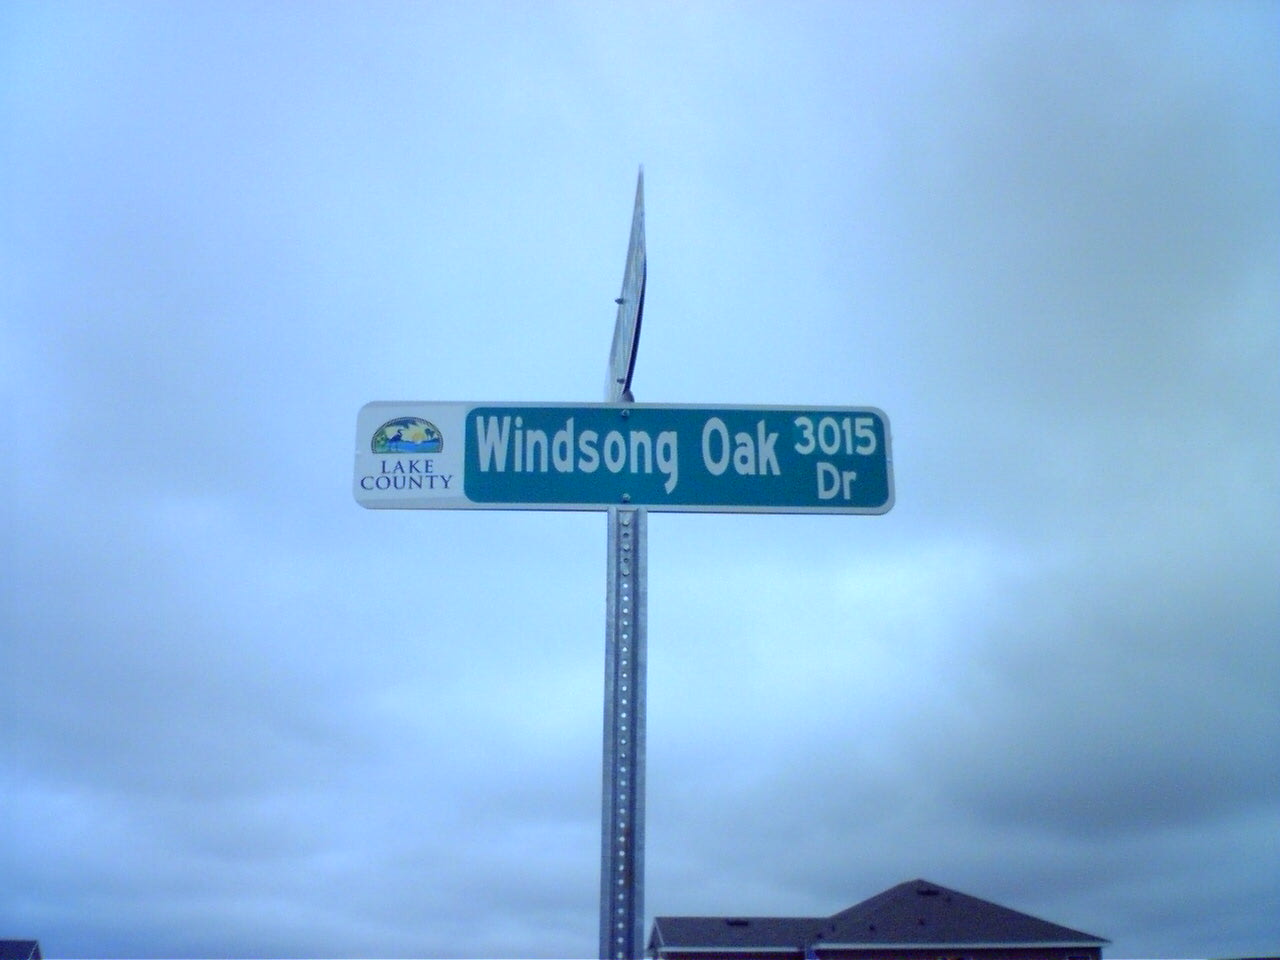 LAKE
COUNTY
Windsong Oak 3015
Dr